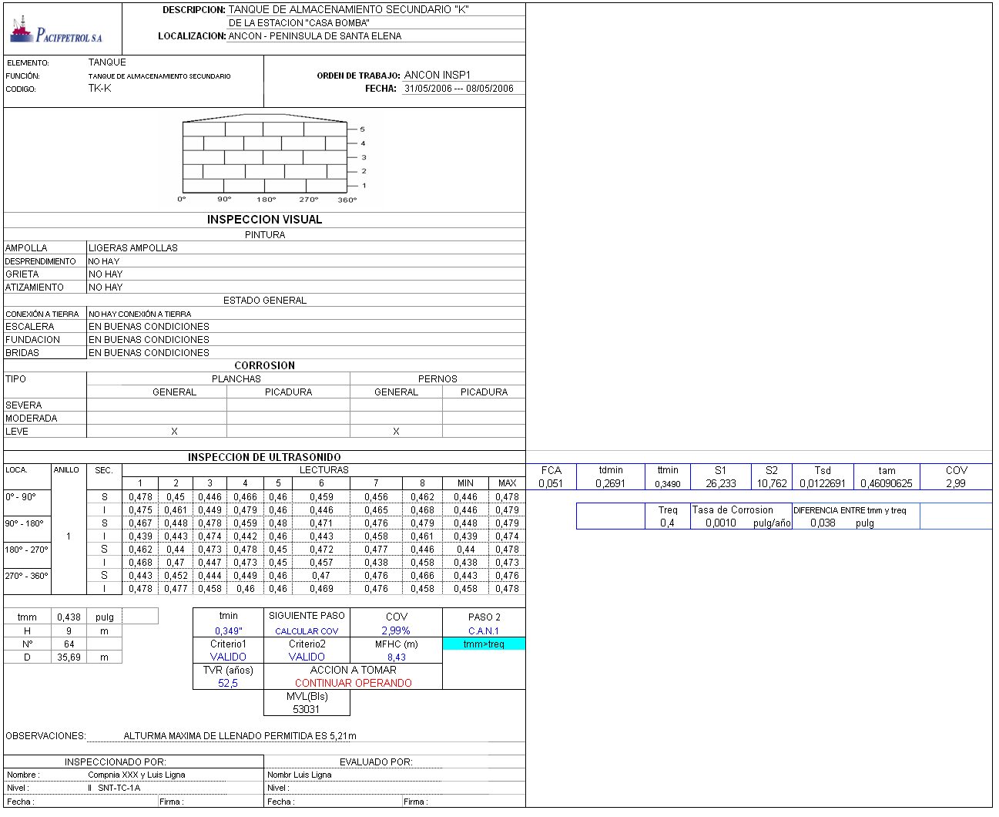 PACIFPETROL S.A.
DESCRIPCION: TANQUE DE ALMACENAMIENTO SECUNDARIO "K"
DE LA ESTACION "CASA BOMBA"
LOCALIZACION: ANCON - PENINSULA DE SANTA ELENA
ELEMENTO: TANQUE
FUNCIÓN: TANQUE DE ALMACENAMIENTO SECUNDARIO
CODIGO: TK-K
ORDEN DE TRABAJO: ANCON INSP1
FECHA: 31/05/2006 --- 08/05/2006
5
4
3
2
1
0° 90° 180° 270° 360°
INSPECCION VISUAL
PINTURA
AMPOLLA LIGERAS AMPOLLAS
DESPRENDIMIENTO NO HAY
GRIETA NO HAY
ATIZAMIENTO NO HAY
ESTADO GENERAL
CONEXIÓN A TIERRA NO HAY CONEXIÓN A TIERRA
ESCALERA EN BUENAS CONDICIONES
FUNDACION EN BUENAS CONDICIONES
BRIDAS EN BUENAS CONDICIONES
CORROSION
TIPO PLANCHAS PERNOS
GENERAL PICADURA GENERAL PICADURA
SEVERA
MODERADA
LEVE X X
INSPECCION DE ULTRASONIDO
LOCA. ANILLO SEC. LECTURAS
1 2 3 4 5 6 7 8 MIN MAX
0° - 90° S 0,478 0,45 0,446 0,466 0,46 0,459 0,456 0,462 0,446 0,478
I 0,475 0,461 0,449 0,479 0,46 0,446 0,465 0,468 0,446 0,479
90° - 180° S 0,467 0,448 0,478 0,459 0,48 0,471 0,476 0,479 0,448 0,479
1 I 0,439 0,443 0,474 0,442 0,46 0,443 0,458 0,461 0,439 0,474
180° - 270° S 0,462 0,44 0,473 0,478 0,45 0,472 0,477 0,446 0,44 0,478
I 0,468 0,47 0,447 0,473 0,45 0,457 0,438 0,458 0,438 0,473
270° - 360° S 0,443 0,452 0,444 0,449 0,46 0,47 0,476 0,466 0,443 0,476
I 0,478 0,477 0,458 0,46 0,46 0,469 0,476 0,458 0,458 0,478
FCA tdmin ttmin S1 S2 Tsd tam COV
0,051 0,2691 0,3490 26,233 10,762 0,0122691 0,46090625 2,99
Treq Tasa de Corrosion DIFERENCIA ENTRE tmm y treq
0,4 0,0010 pulg/año 0,038 pulg
tmm 0,438 pulg
H 9 m
N° 64
D 35,69 m
tmin SIGUIENTE PASO COV PASO 2
0,349" CALCULAR COV 2,99% C.A.N.1
Criterio1 Criterio2 MFHC (m) tmm>treq
VALIDO VALIDO 8,43
TVR (años) ACCION A TOMAR
52,5 CONTINUAR OPERANDO
MVL(Bls)
53031
OBSERVACIONES: ALTURMA MAXIMA DE LLENADO PERMITIDA ES 5,21m
INSPECCIONADO POR: EVALUADO POR:
Nombre : Compnia XXX y Luis Ligna Nombr Luis Ligna
Nivel : II SNT-TC-1A Nivel :
Fecha : Firma : Fecha : Firma :